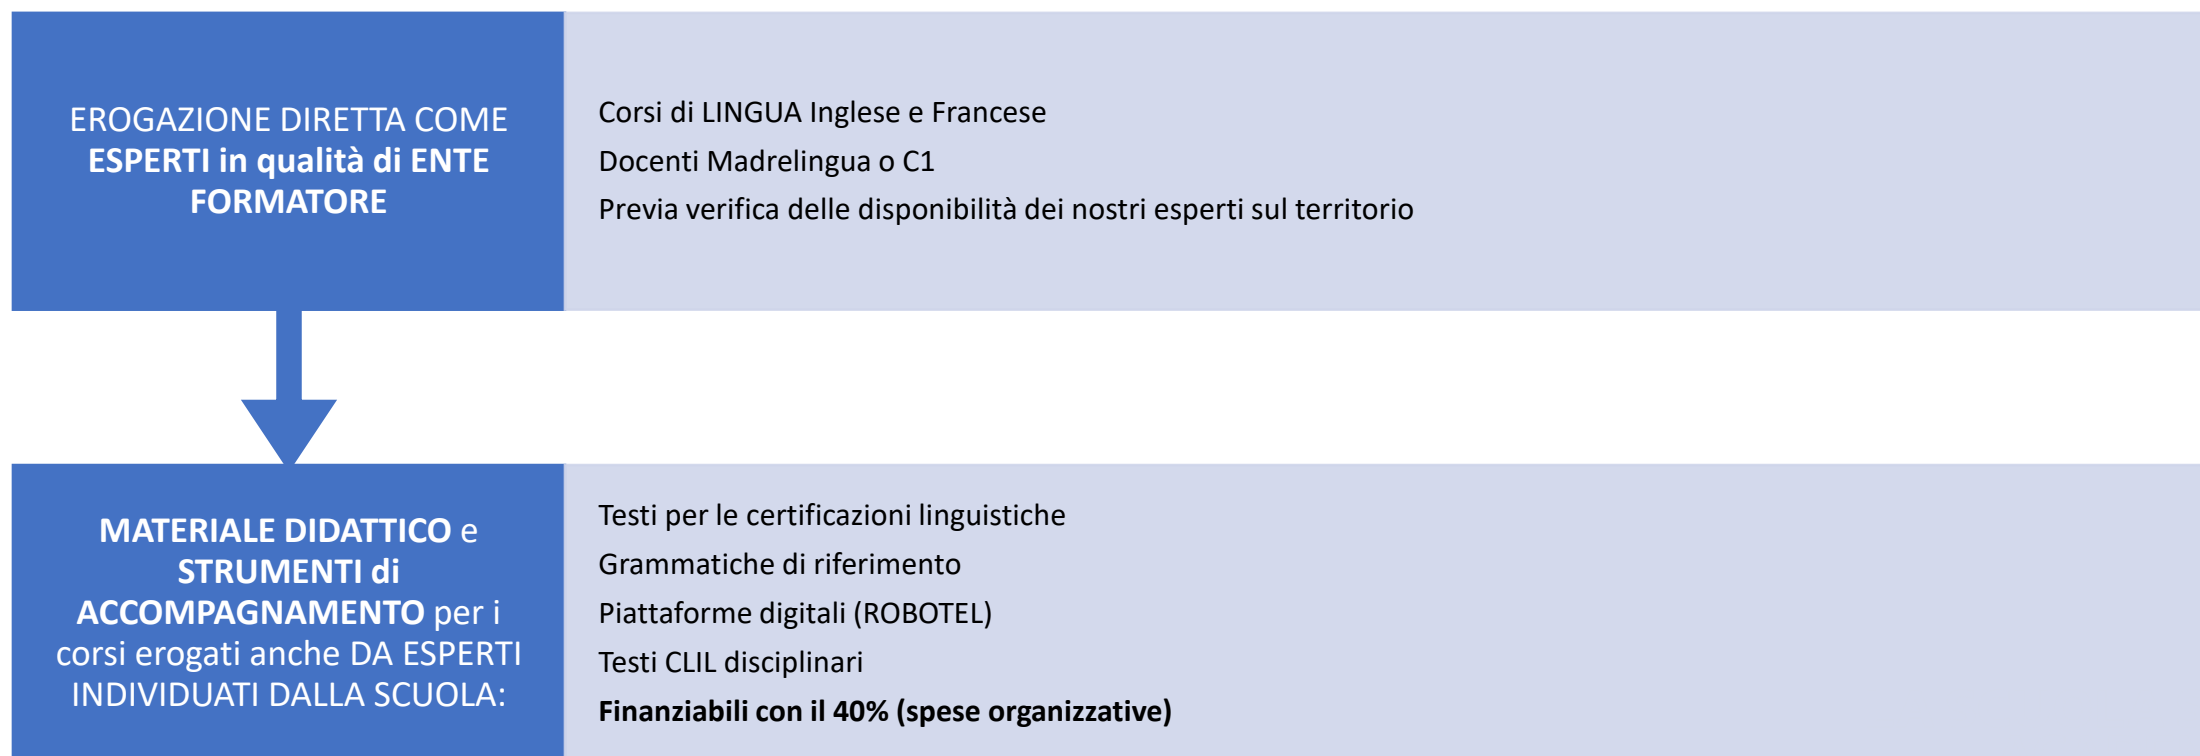 EROGAZIONE DIRETTA COME
ESPERTI in qualità di ENTE
FORMATORE
Corsi di LINGUA Inglese e Francese
Docenti Madrelingua o C1
Previa verifica delle disponibilità dei nostri esperti sul territorio
MATERIALE DIDATTICO e
STRUMENTI di
ACCOMPAGNAMENTO per i
corsi erogati anche DA ESPERTI
INDIVIDUATI DALLA SCUOLA:
Testi per le certificazioni linguistiche
Grammatiche di riferimento
Piattaforme digitali (ROBOTEL)
Testi CLIL disciplinari
Finanziabili con il 40% (spese organizzative)